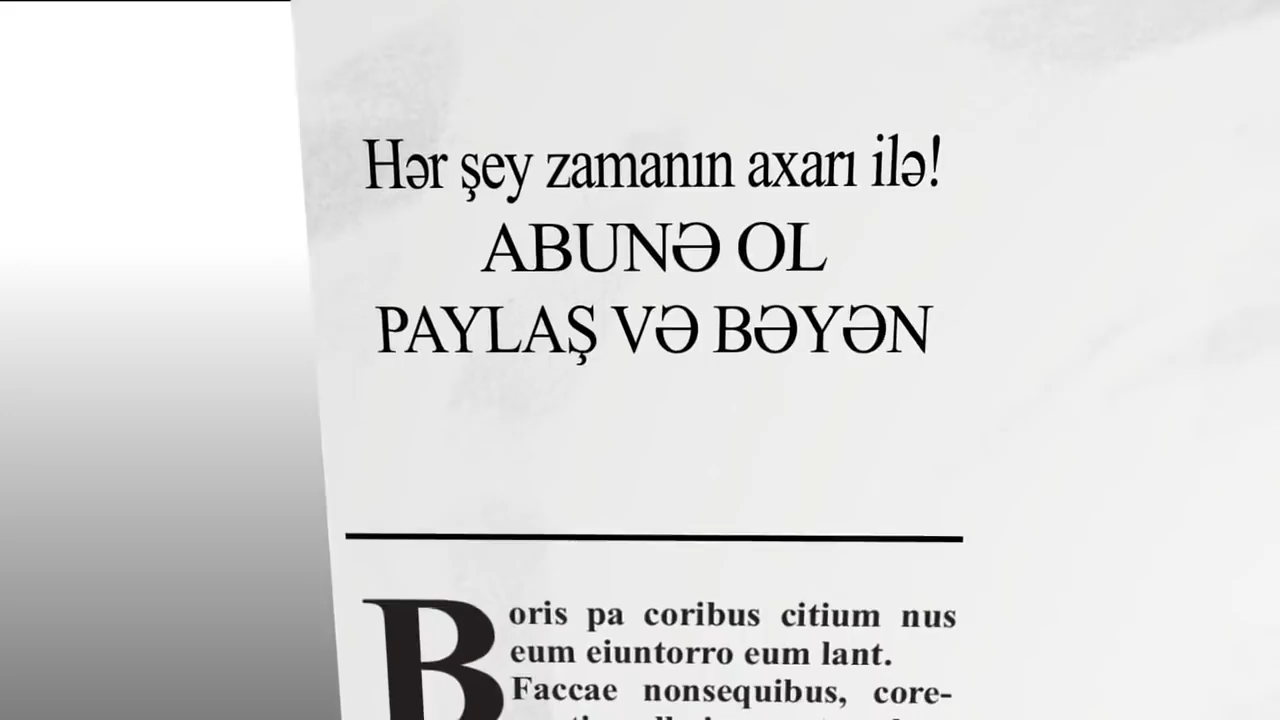 Hər şey zamanın axarı ilə!
ABUNƏ OL
PAYLAŞ VƏ BƏYƏN
Boris pa coribus citium nus
eum eiuntorro eum lant.
Faccae nonsequibus, core-